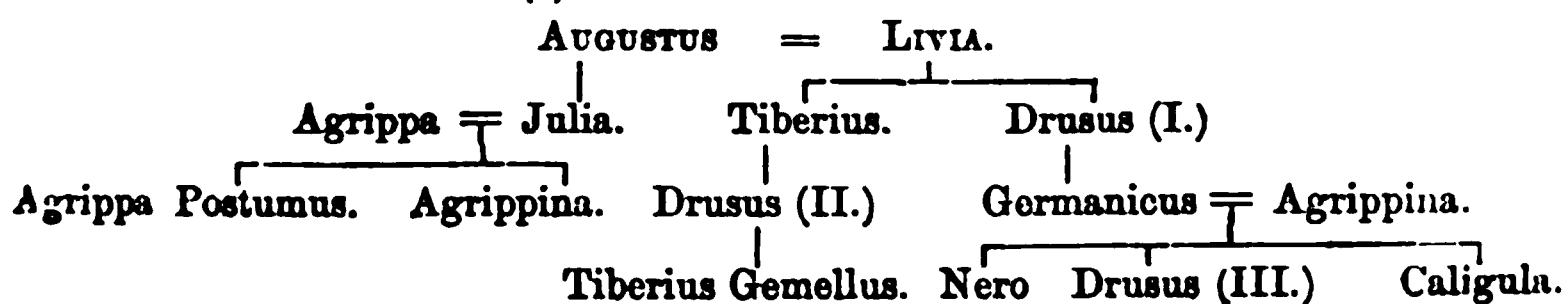 AUGUSTUS = LIVIA.
Agrippa = Julia. Tiberius. Drusus (I.)
Agrippa Postumus. Agrippina. Drusus (II.) Germanicus = Agrippina.
Tiberius Gemellus. Nero Drusus (III.) Caligula.